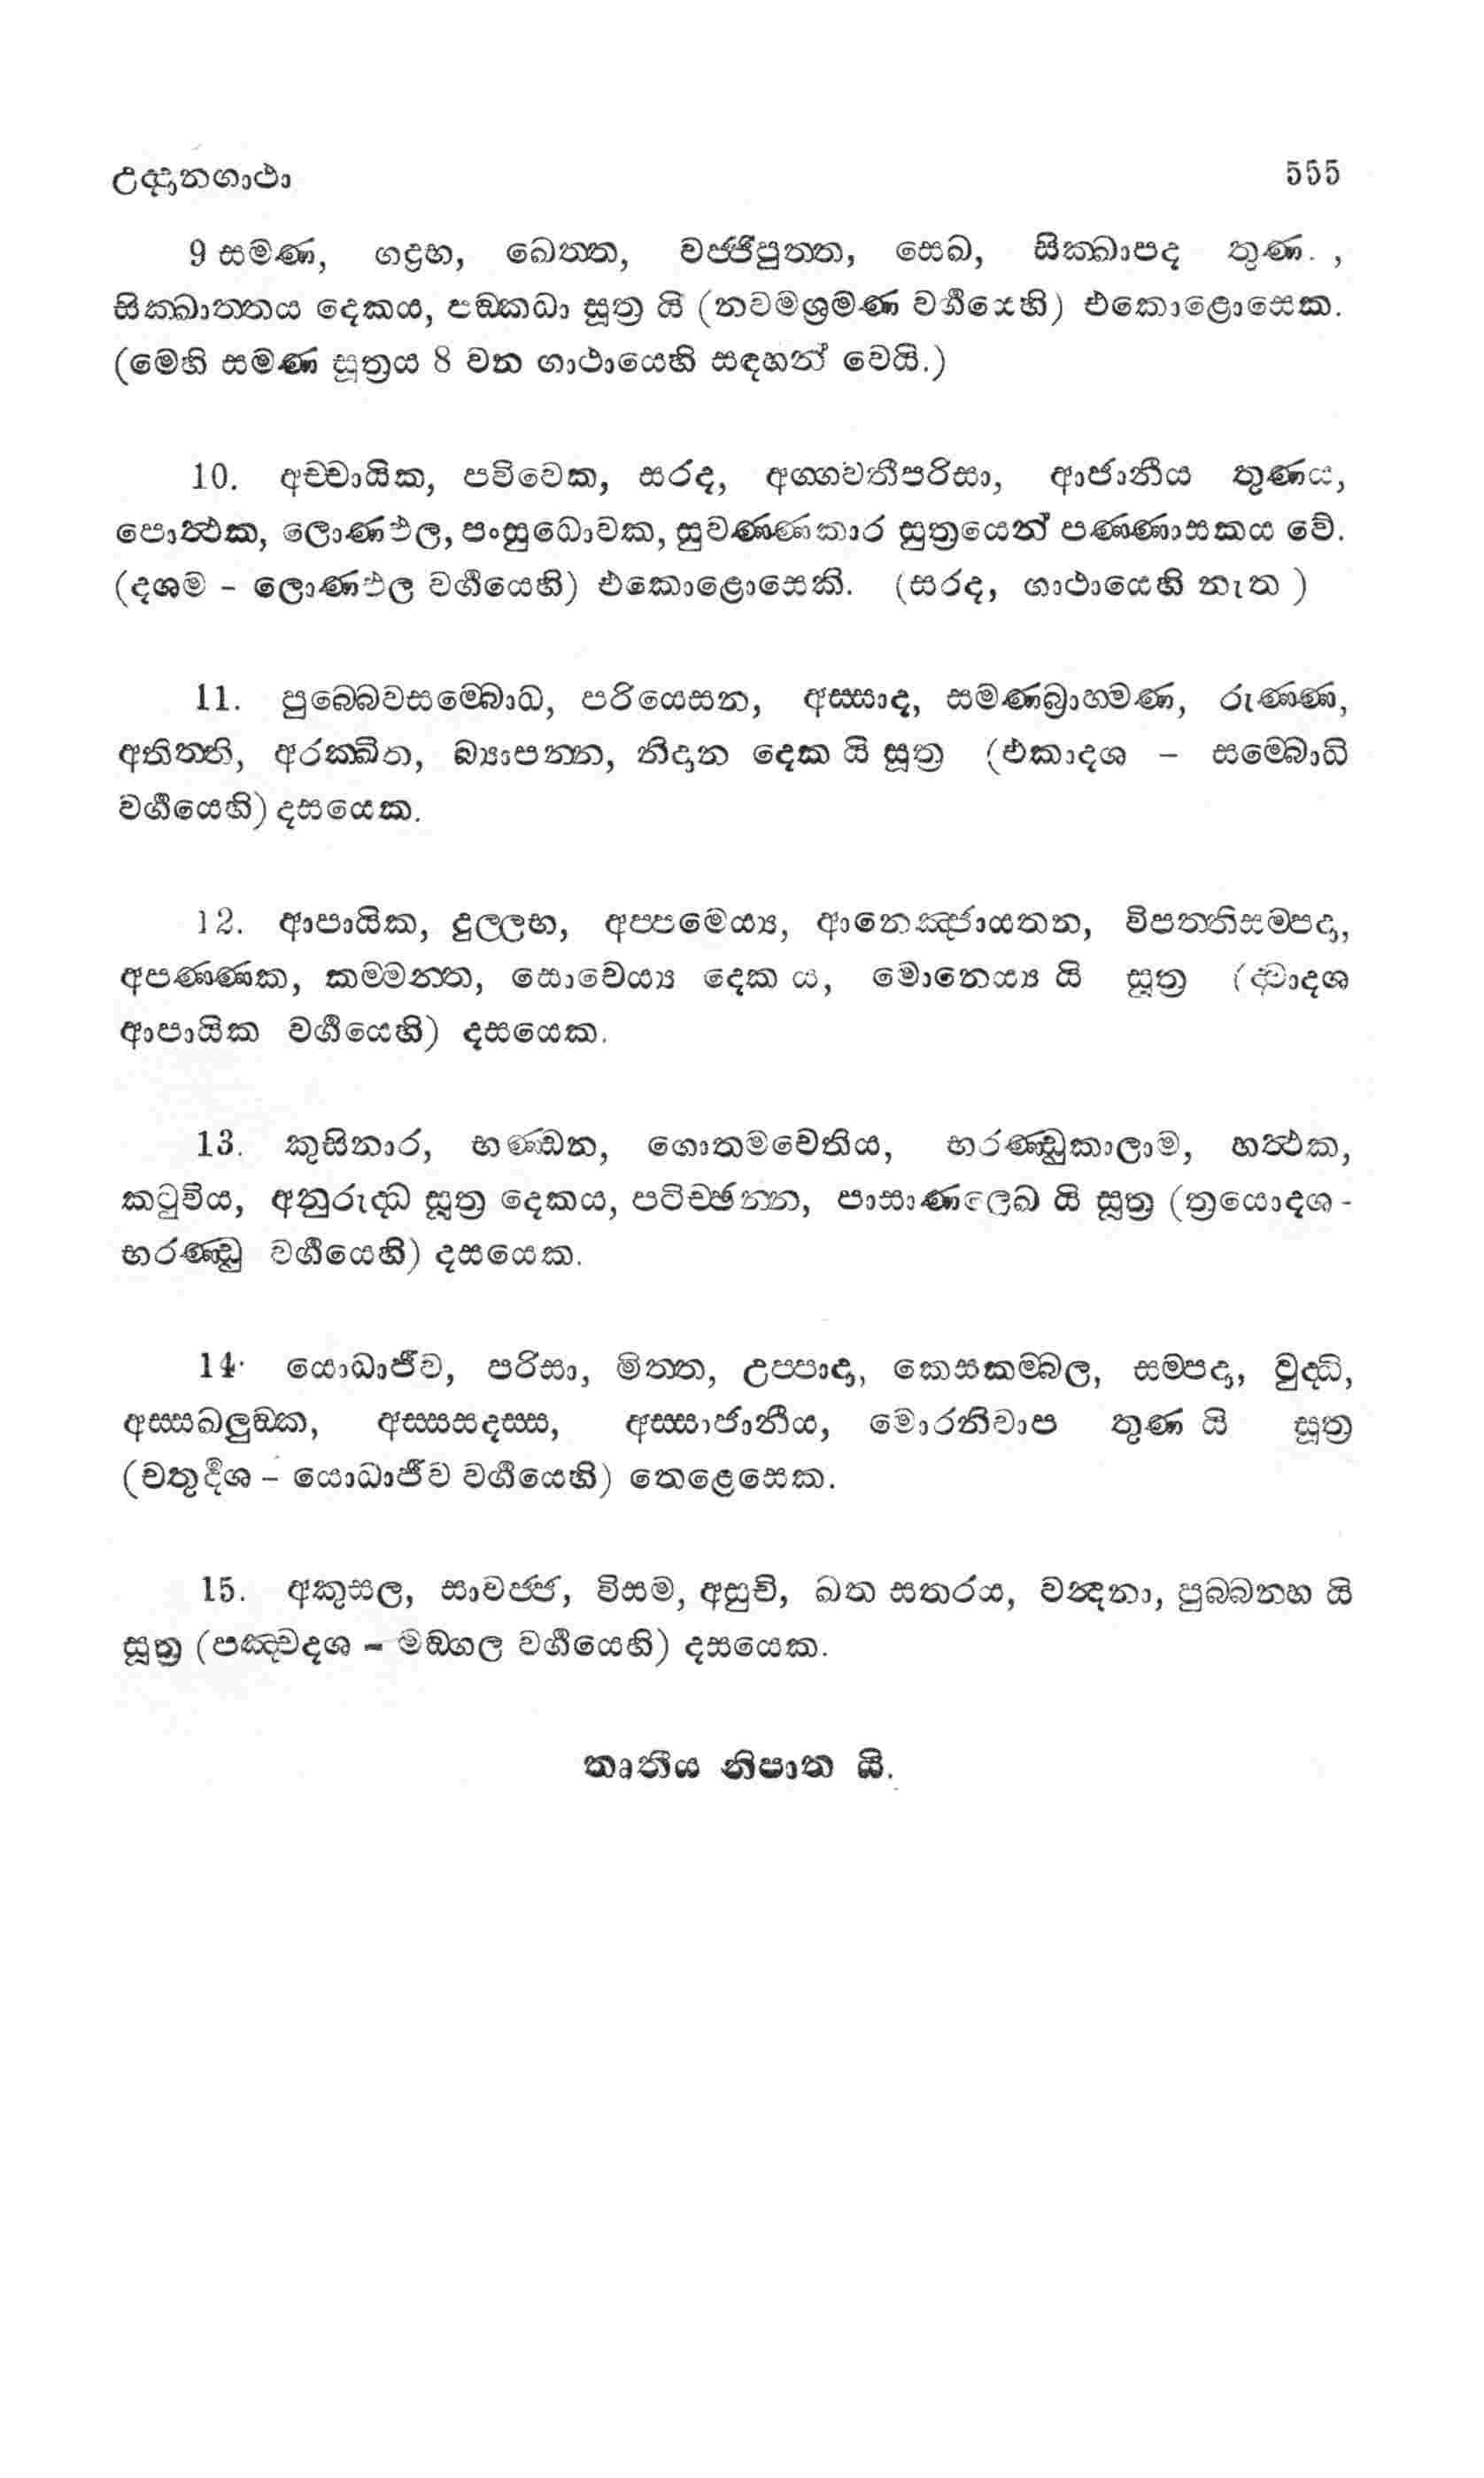 උද්‍දානගාථා 555
9 සමණ, ගද්‍රභ, ඛෙත්ත, වජ්ජිපුත්ත, සෙඛ, සික්ඛාපද තුණ. ,
සික්ඛාත්තය දෙකය, පඞ්කධා සූත්‍ර යි (නවමශ්‍රමණ වර්‍ගයෙහි) එකොළොසෙක.
(මෙහි සමණ සූත්‍රය 8 වන ගාථායෙහි සඳහන් වෙයි.)
10. අච්චායික, පවිවෙක, සරද, අග්ගවතීපරිසා, ආජානීය තුණය,
පොත්‍ථක, ලොණඵල, පංසුධොවක, සුවණ්ණකාර සූත්‍රයෙන් පණ්ණාසකය වේ.
(දශම - ලොණඵල වර්‍ගයෙහි) එකොළොසෙකි. (සරද, ගාථායෙහි නැත )
11. පුබ්බෙවසම්බොධ, පරියෙසන, අස්සාද, සමණබ්‍රාහමණ, රුණ්ණ,
අතිත්ති, අරක්ඛිත, බ්‍යාපන්න, නිදාන දෙක යි සූත්‍ර (එකාදශ - සම්බොධි
වර්‍ගයෙහි) දසයෙක.
12. ආපායික, දුල්ලභ, අප්පමෙය්‍ය, ආනෙඤ්ජායතන, විපත්තිසම්පදා,
අපණ්ණක, කම්මන්ත, සොචෙය්‍ය දෙක ය, මොනෙය්‍ය යි සූත්‍ර (ද්‍වාදශ
ආපායික වර්‍ගයෙහි) දසයෙක.
13. කුසිනාර, භණ්ඩන, ගොතමචෙතිය, භරණ්ඩුකාලාම, හත්‍ථක,
කටුවිය, අනුරුද්‍ධ සූත්‍ර දෙකය, පටිච්ඡන්න, පාසාණලෙඛ යි සූත්‍ර (ත්‍රයොදශ -
භරණ්ඩු වර්‍ගයෙහි) දසයෙක.
14. යොධාජීව, පරිසා, මිත්ත, උප්පාදා, කෙසකම්බල, සම්පදා, වුද්‍ධි,
අස්සඛලුඞ්ක, අස්සසදස්ස, අස්සාජානීය, මොරනිවාප තුණ යි සූත්‍ර
(චතුර්‍දශ - යොධාජීව වර්‍ගයෙහි) තෙළෙසෙක.
15. අකුසල, සාවජ්ජ, විසම, අසුචි, ඛත සතරය, වන්‍දනා, පුබ්බන්හ යි
සූත්‍ර (පඤ්චදශ - මඞ්ගල වර්‍ගයෙහි) දසයෙක.
තෘතීය නිපාත යි.